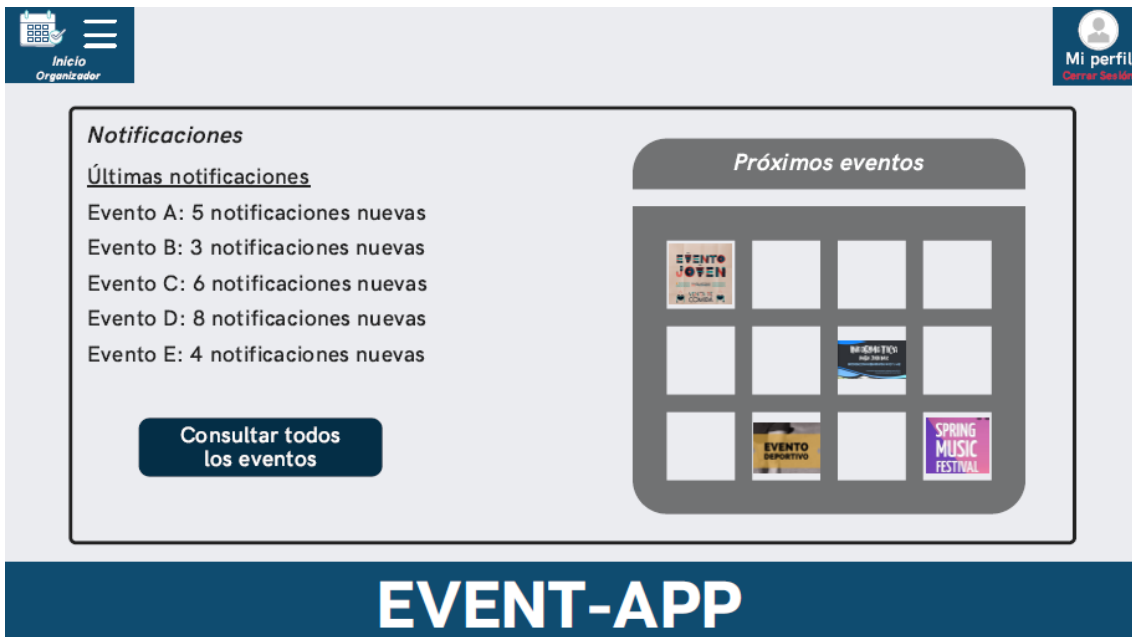 Inicio
Organizador
Mi perfil
Cerrar Sesión
Notificaciones
Últimas notificaciones
Evento A: 5 notificaciones nuevas
Evento B: 3 notificaciones nuevas
Evento C: 6 notificaciones nuevas
Evento D: 8 notificaciones nuevas
Evento E: 4 notificaciones nuevas
Consultar todos
los eventos
Próximos eventos
EVENTO
JOVEN
COMIDA
INFORMÁTICA
EVENTO
DEPORTIVO
SPRING
MUSIC
FESTIVAL
EVENT-APP